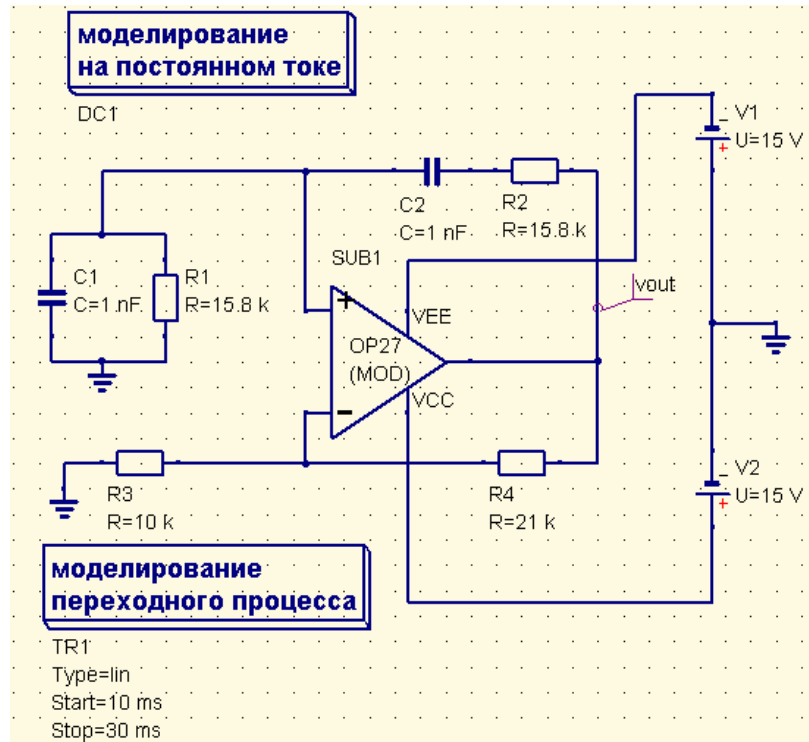 моделирование
на постоянном токе
DC1
V1
U=15 V
C2
C=1 nF
R2
R=15.8 k
SUB1
C1
C=1 nF
R1
R=15.8 k
vout
VEE
OP27
(MOD)
VCC
V2
U=15 V
R3
R=10 k
R4
R=21 k
моделирование
переходного процесса
TR1
Type=lin
Start=10 ms
Stop=30 ms